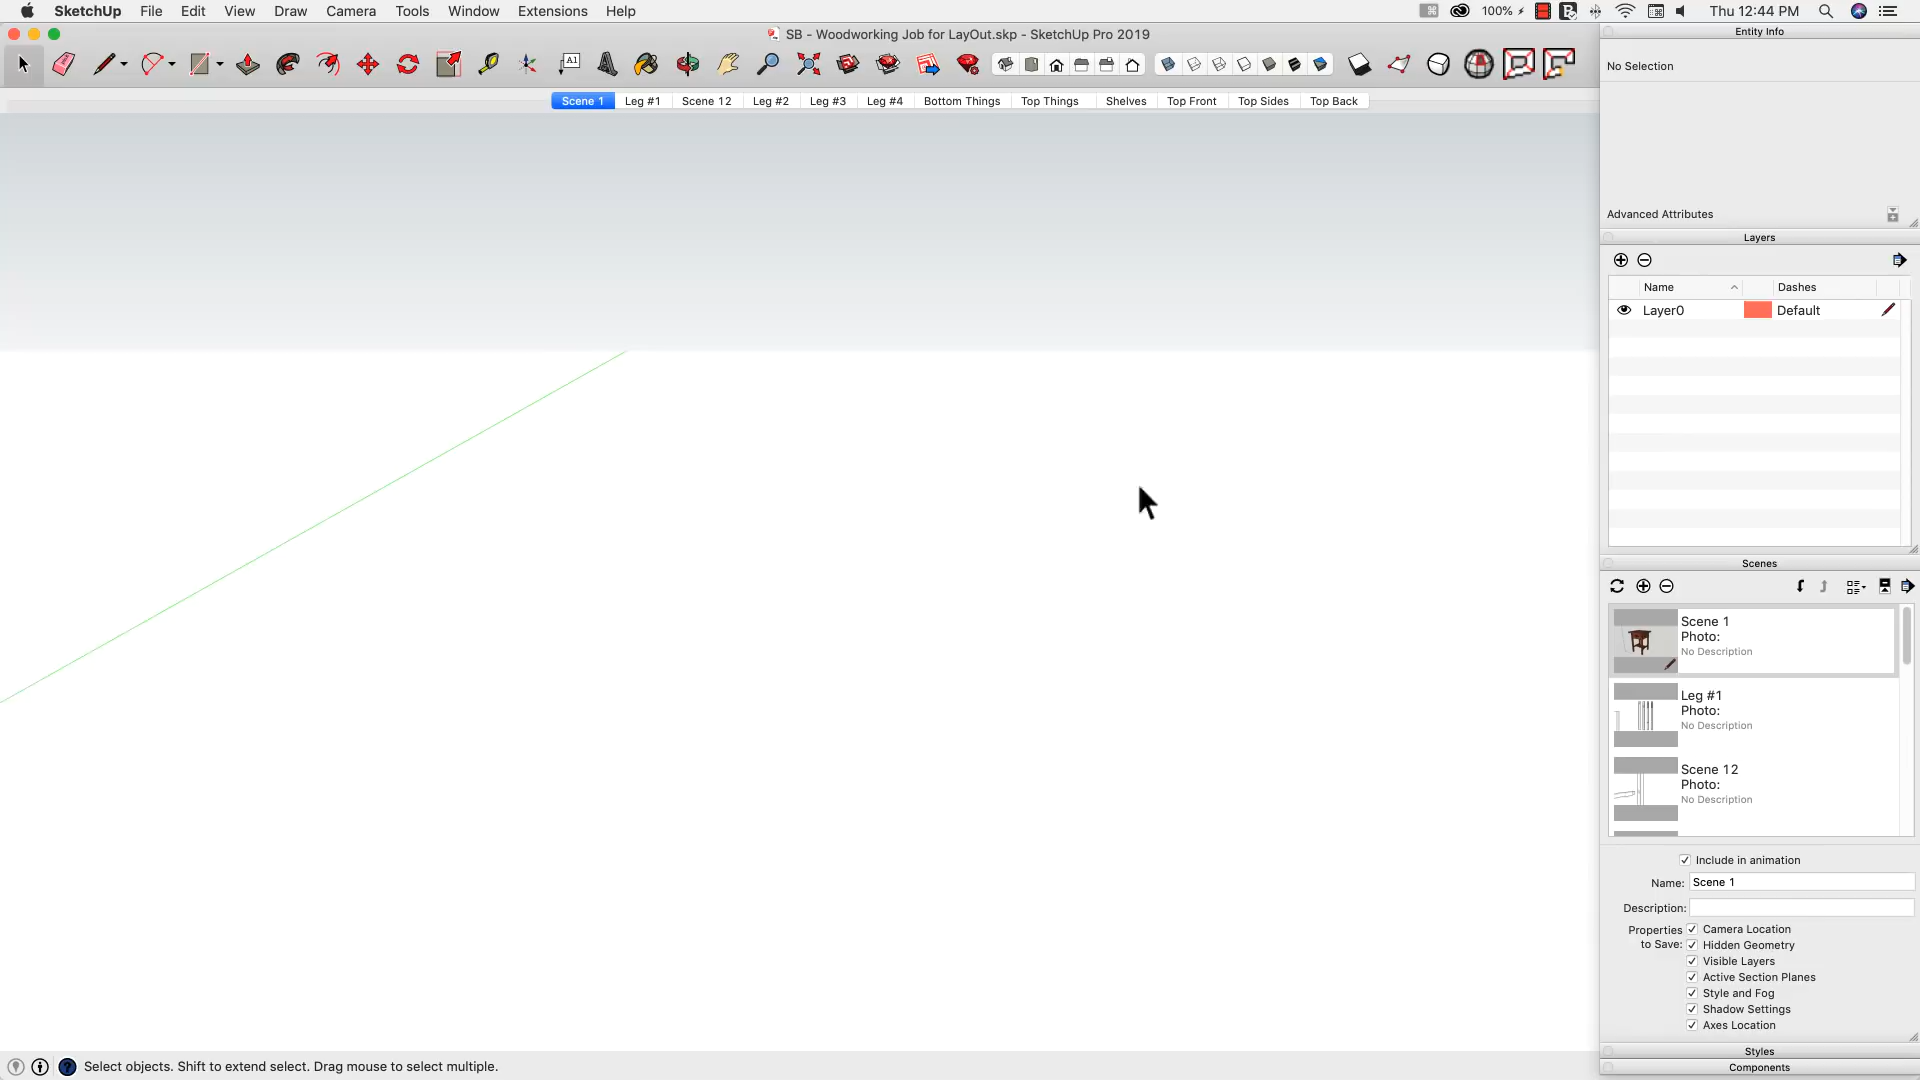 SketchUp File Edit View Draw Camera Tools Window Extensions Help 100% Thu 12:44 PM
SB - Woodworking Job for LayOut.skp - SketchUp Pro 2019
A1
Scene 1 Leg #1 Scene 12 Leg #2 Leg #3 Leg #4 Bottom Things Top Things Shelves Top Front Top Sides Top Back
Entity Info
No Selection
Advanced Attributes
Layers
Name Dashes
Layer0 Default
Scenes
Scene 1
Photo:
No Description
Leg #1
Photo:
No Description
Scene 12
Photo:
No Description
Include in animation
Name: Scene 1
Description:
Properties Camera Location
to Save: Hidden Geometry
Visible Layers
Active Section Planes
Style and Fog
Shadow Settings
Axes Location
Styles
Components
Select objects. Shift to extend select. Drag mouse to select multiple.